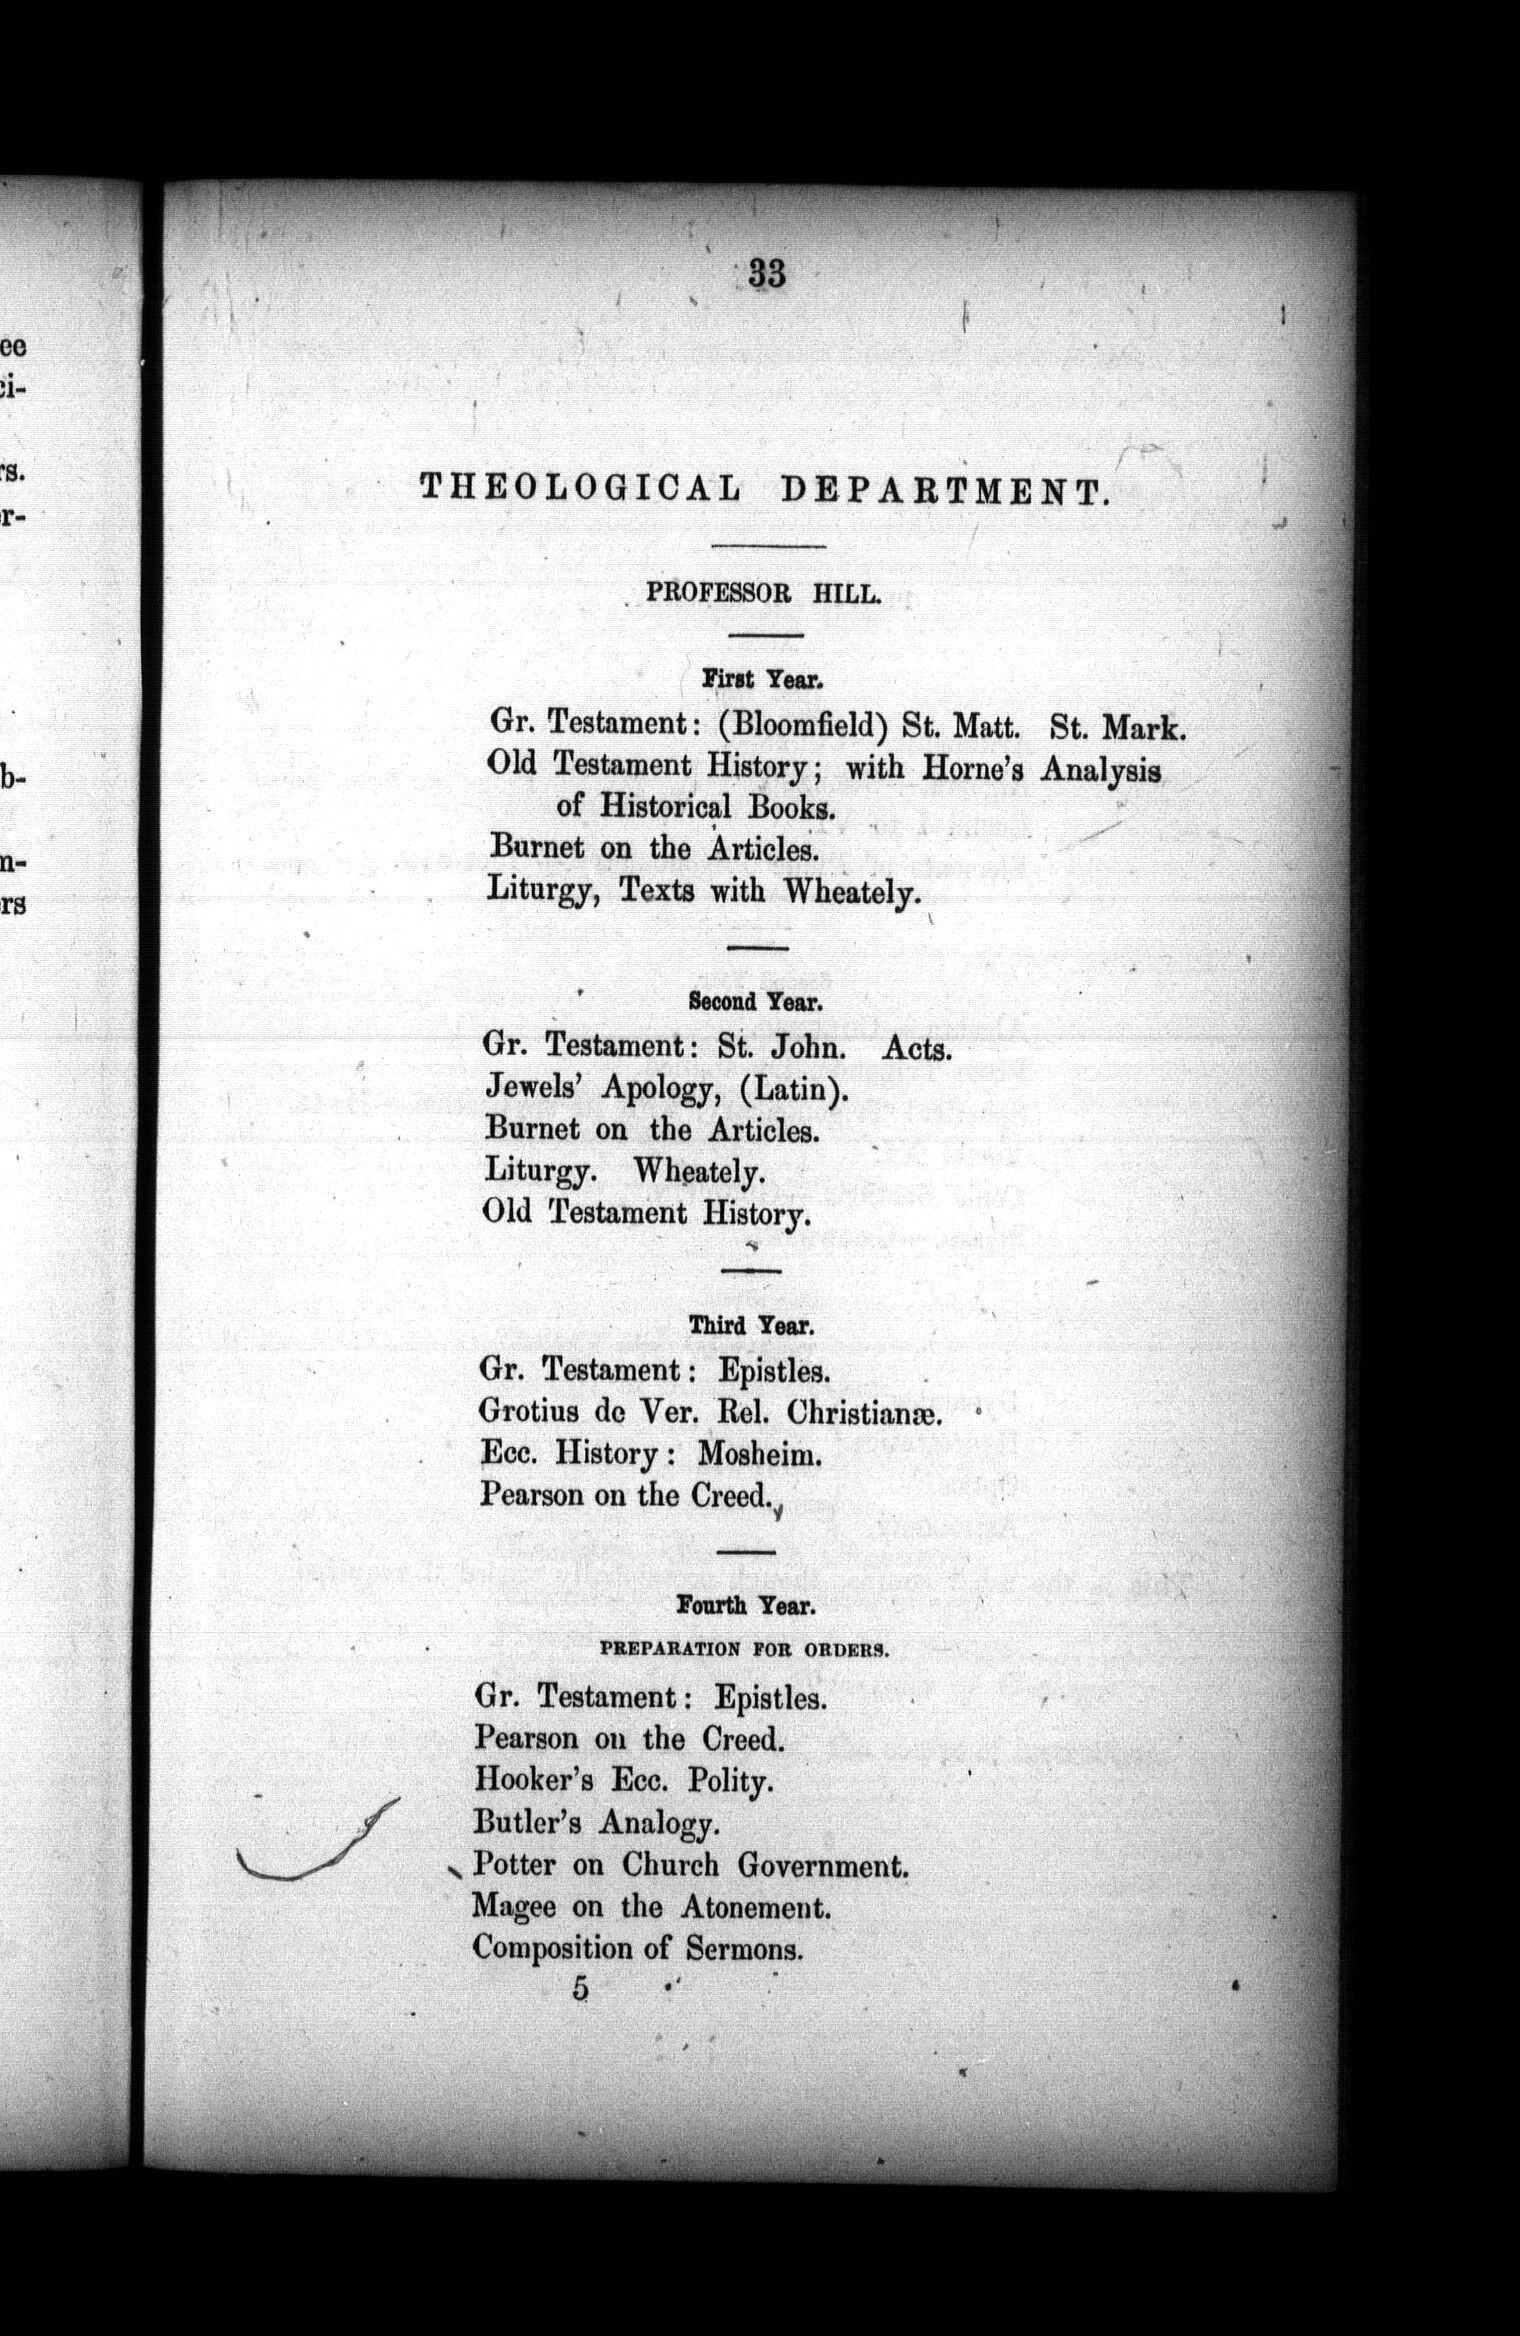 33
THEOLOGICAL DEPARTMENT.
PROFESSOR HILL.
First Year.
Gr. Testament: (Bloomfield) St. Matt. St. Mark.
Old Testament History; with Horne's Analysis
of Historical Books.
Burnet on the Articles.
Liturgy, Texts with Wheately.
Second Year.
Gr. Testament: St. John. Acts.
Jewels' Apology, (Latin).
Burnet on the Articles.
Liturgy. Wheately.
Old Testament History.
Third Year.
Gr. Testament: Epistles.
Grotius de Ver. Rel. Christianæ.
Ecc. History: Mosheim.
Pearson on the Creed.
Fourth Year.
PREPARATION FOR ORDERS.
Gr. Testament: Epistles.
Pearson on the Creed.
Hooker's Ecc. Polity.
Butler's Analogy.
Potter on Church Government.
Magee on the Atonement.
Composition of Sermons.
5